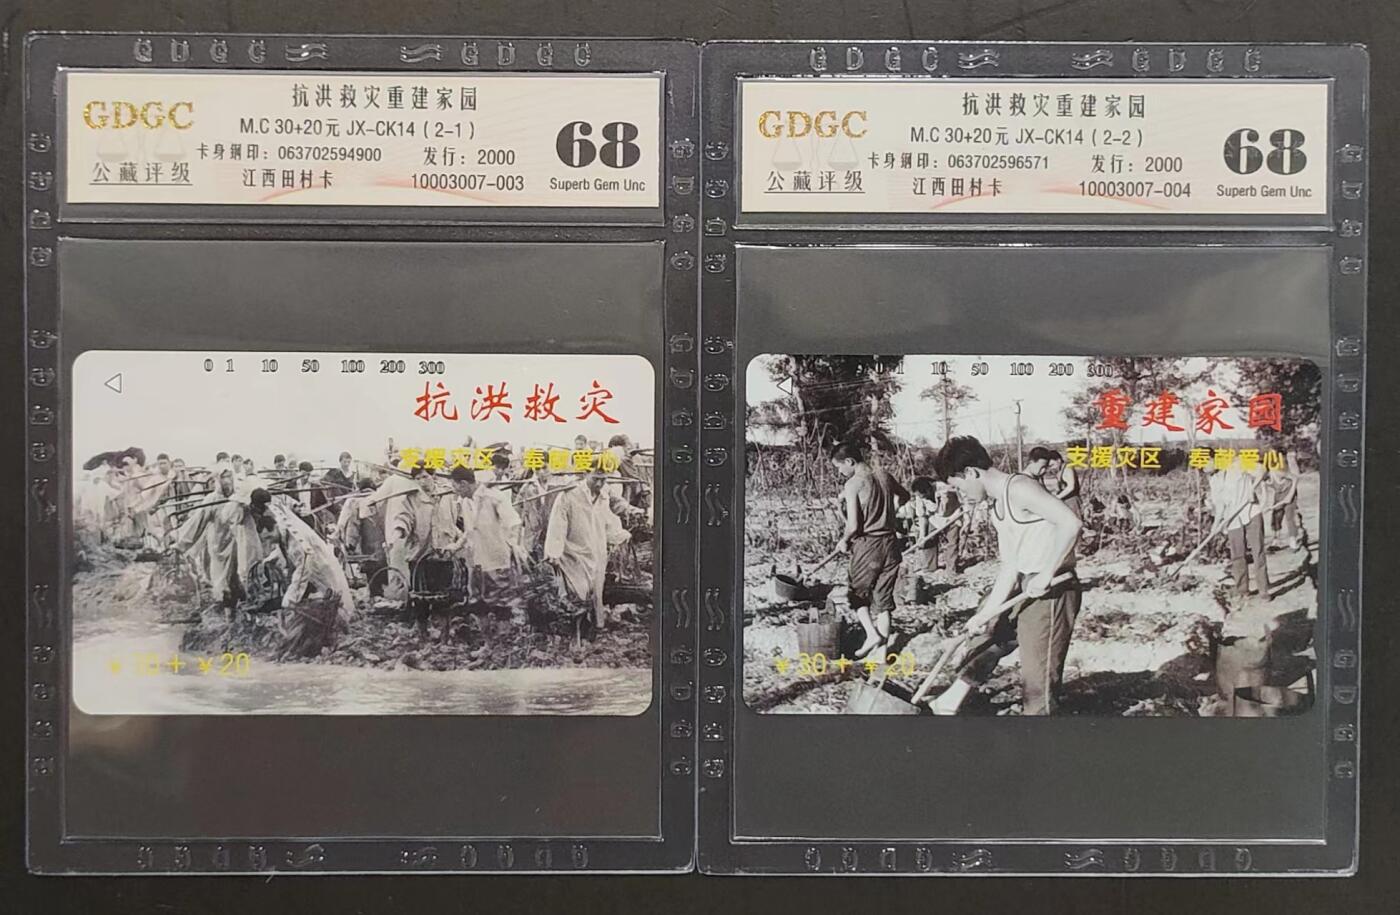 GDGC GDGC
抗洪救灾重建家园
GDGC
M.C 30+20元 JX-CK14 (2-1)
68
卡身钢印：063702594900 发行：2000
公藏评级
江西田村卡 10003007-003
Superb Gem Unc
0 1 10 50 100 200 300
抗洪救灾
支援灾区 奉献爱心
￥30+￥20
GDGC GDGC
抗洪救灾重建家园
GDGC
M.C 30+20元 JX-CK14 (2-2)
68
卡身钢印：063702596571 发行：2000
公藏评级
江西田村卡 10003007-004
Superb Gem Unc
0 1 10 50 100 200 300
重建家园
支援灾区 奉献爱心
￥30+￥20